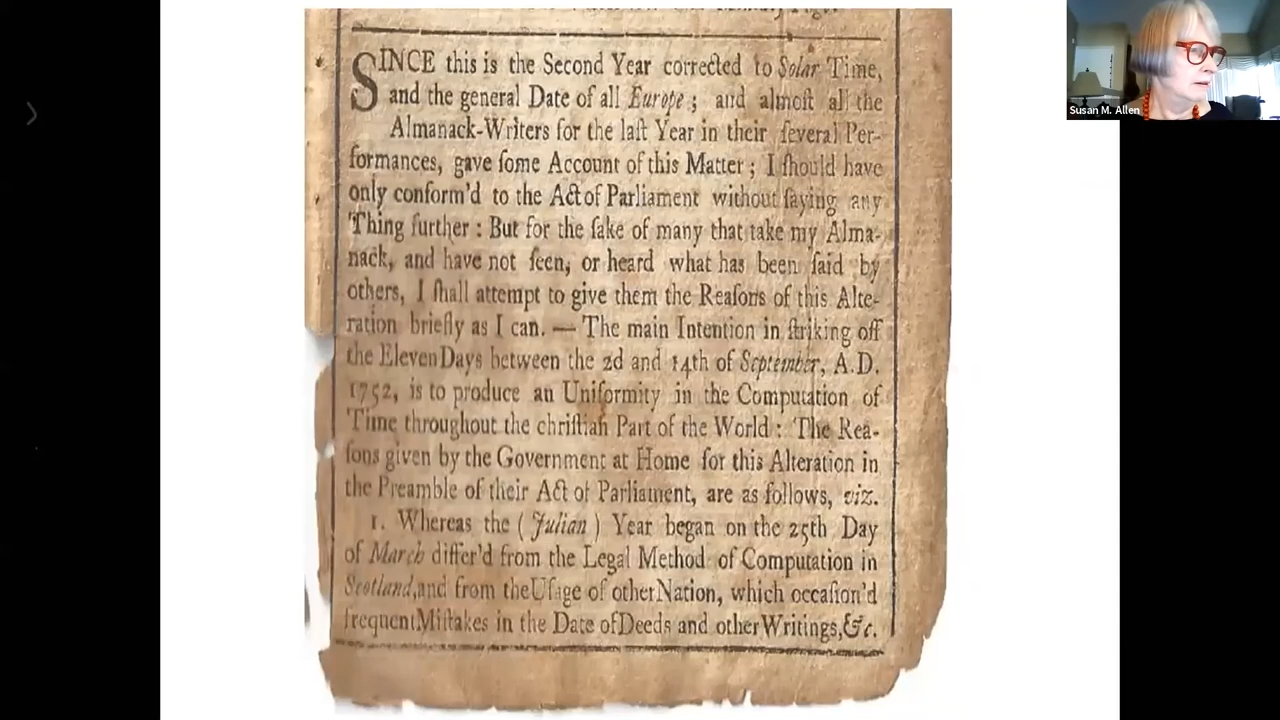 SINCE this is the Second Year corrected to Solar Time,
and the general Date of all Europe ; and almoſt all the
Almanack-Writers for the laſt Year in their ſeveral Per-
formances, gave ſome Account of this Matter ; I ſhould have
only conform'd to the Act of Parliament without ſaying any
Thing further : But for the ſake of many that take my Alma-
nack, and have not ſeen, or heard what has been ſaid by
others, I ſhall attempt to give them the Reaſons of this Alte-
ration briefly as I can. — The main Intention in ſtriking off
the Eleven Days between the 2d and 14th of September, A.D.
1752, is to produce an Uniformity in the Computation of
Time throughout the chriſtian Part of the World : The Rea-
ſons given by the Government at Home for this Alteration in
the Preamble of their Act of Parliament, are as follows, viz.
1. Whereas the ( Julian ) Year began on the 25th Day
of March differ'd from the Legal Method of Computation in
Scotland,and from the Uſage of other Nation, which occaſion'd
frequent Miſtakes in the Date of Deeds and other Writings,&c.
Susan M. Allen